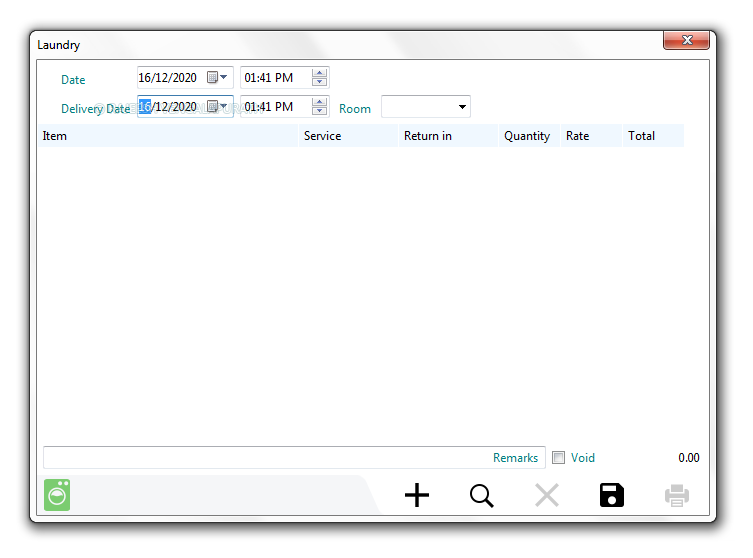 Laundry
Date 16/12/2020 01:41 PM
Delivery Date 16/12/2020 01:41 PM Room
Item Service Return in Quantity Rate Total
Remarks Void 0.00